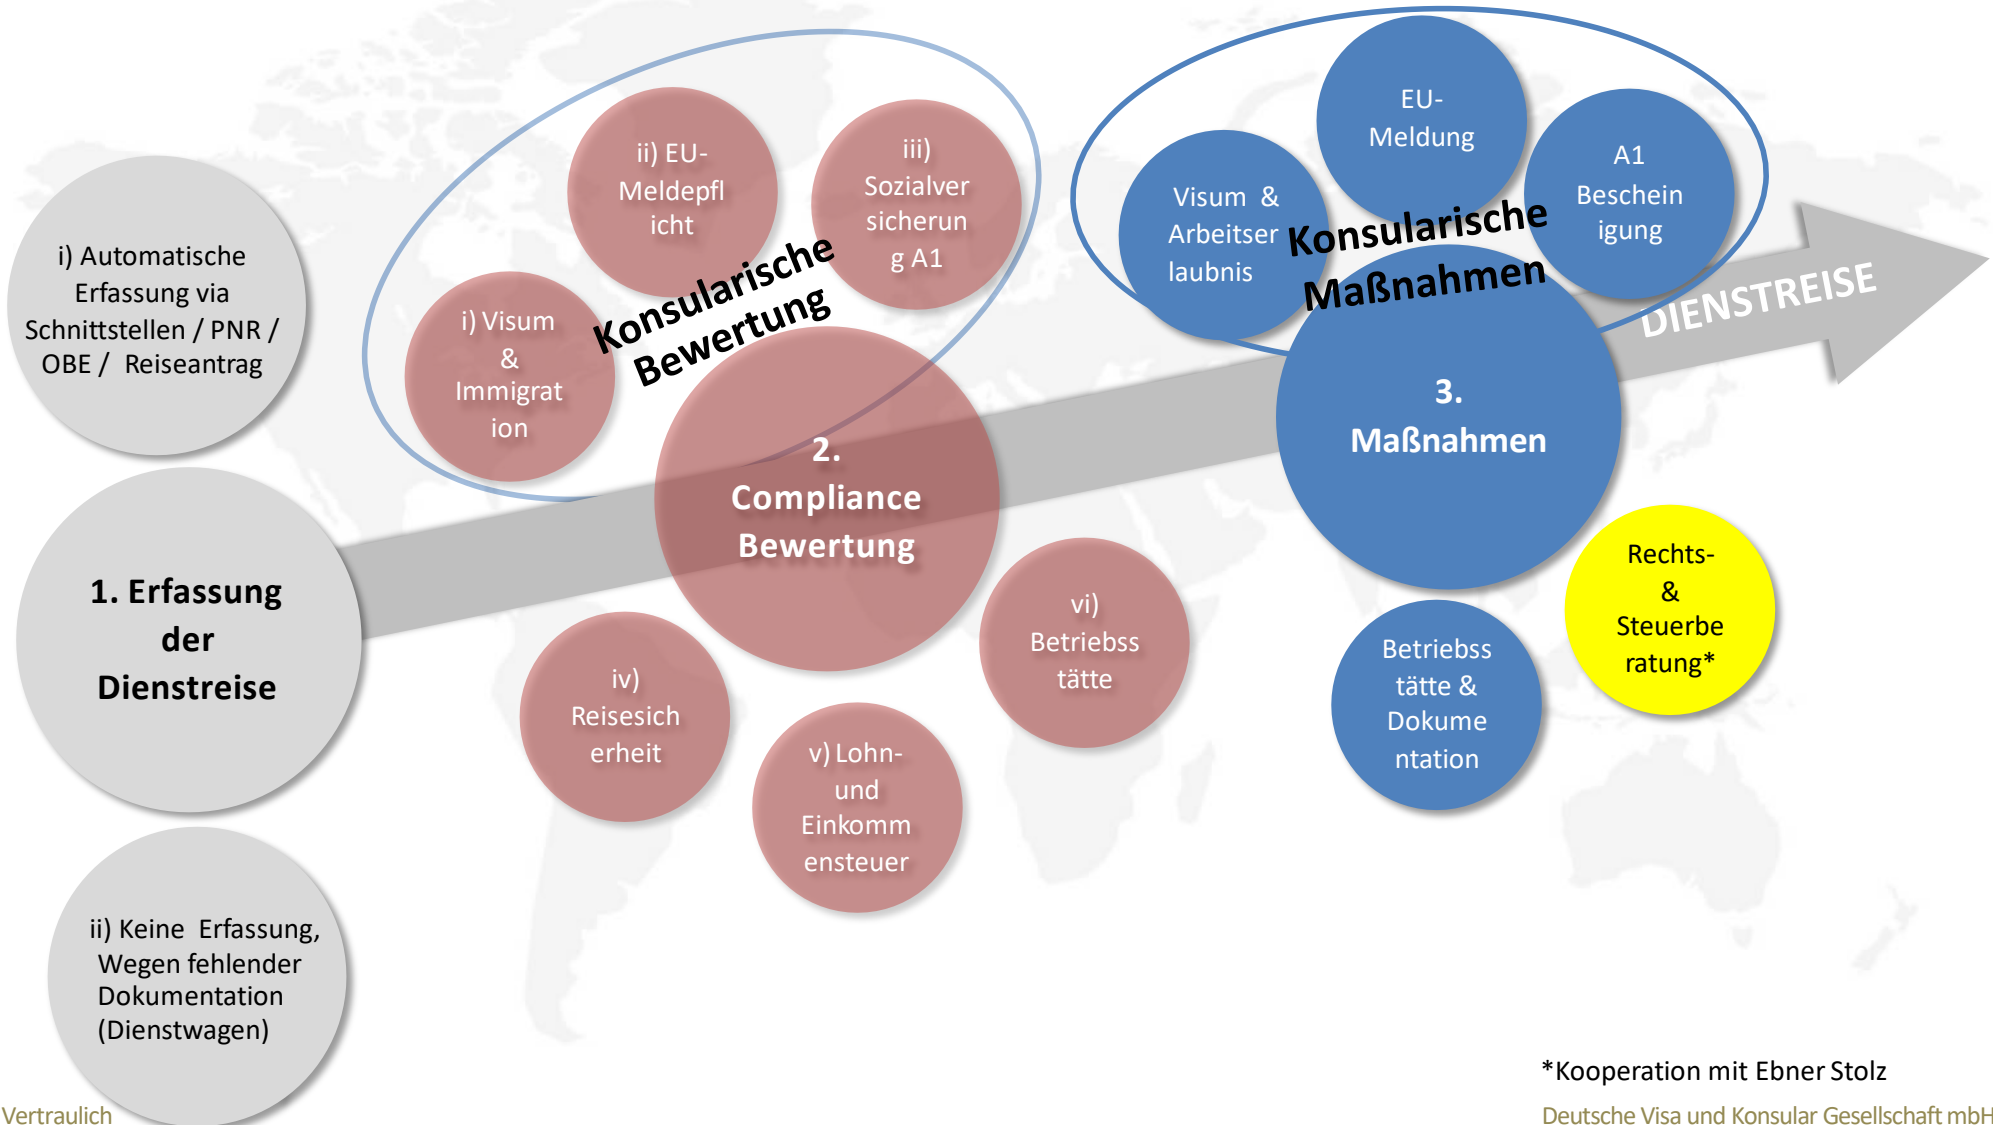 i) Automatische
Erfassung via
Schnittstellen / PNR /
OBE / Reiseantrag
1. Erfassung
der
Dienstreise
ii) Keine Erfassung,
Wegen fehlender
Dokumentation
(Dienstwagen)
i) Visum
&
Immigrat
ion
ii) EU-
Meldepfl
icht
iii)
Sozialver
sicherun
g A1
Konsularische
Bewertung
2.
Compliance
Bewertung
iv)
Reisesich
erheit
v) Lohn-
und
Einkomm
ensteuer
vi)
Betriebss
tätte
Visum &
Arbeitser
laubnis
EU-
Meldung
A1
Beschein
igung
Konsularische
Maßnahmen
3.
Maßnahmen
DIENSTREISE
Betriebss
tätte &
Dokume
ntation
Rechts-
&
Steuerbe
ratung*
*Kooperation mit Ebner Stolz
Vertraulich
Deutsche Visa und Konsular Gesellschaft mbH